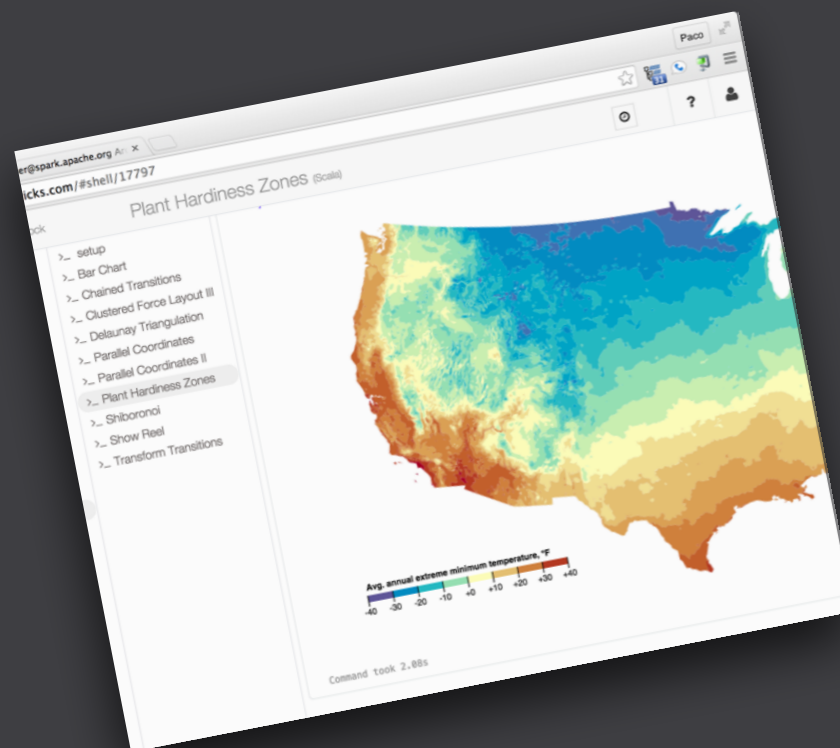 Paco
er@spark.apache.org
icks.com/#shell/17797
31
?
ook
Plant Hardiness Zones (Scala)
>_ setup
>_ Bar Chart
>_ Chained Transitions
>_ Clustered Force Layout III
>_ Delaunay Triangulation
>_ Parallel Coordinates
>_ Parallel Coordinates II
>_ Plant Hardiness Zones
>_ Shiboronoi
>_ Show Reel
>_ Transform Transitions
Avg. annual extreme minimum temperature, °F
-40 -30 -20 -10 +0 +10 +20 +30 +40
Command took 2.08s